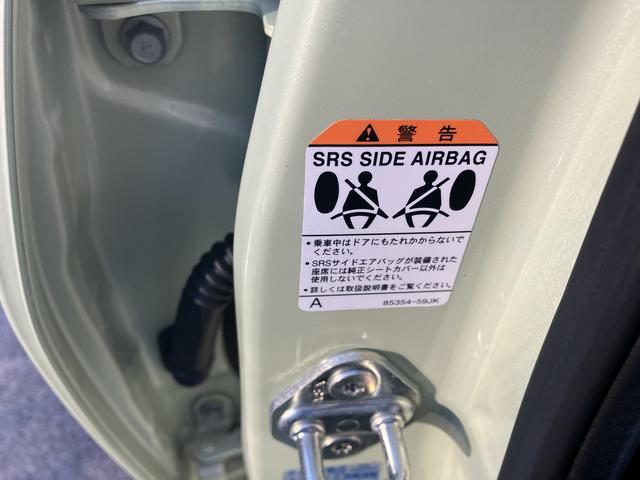 警告
SRS SIDE AIRBAG
・乗車中はドアにもたれかからないで
ください。
・SRSサイドエアバッグが装備された
座席には純正シートカバー以外は
使用しないでください。
・詳しくは取扱説明書をご覧ください。
A 85354-59JK